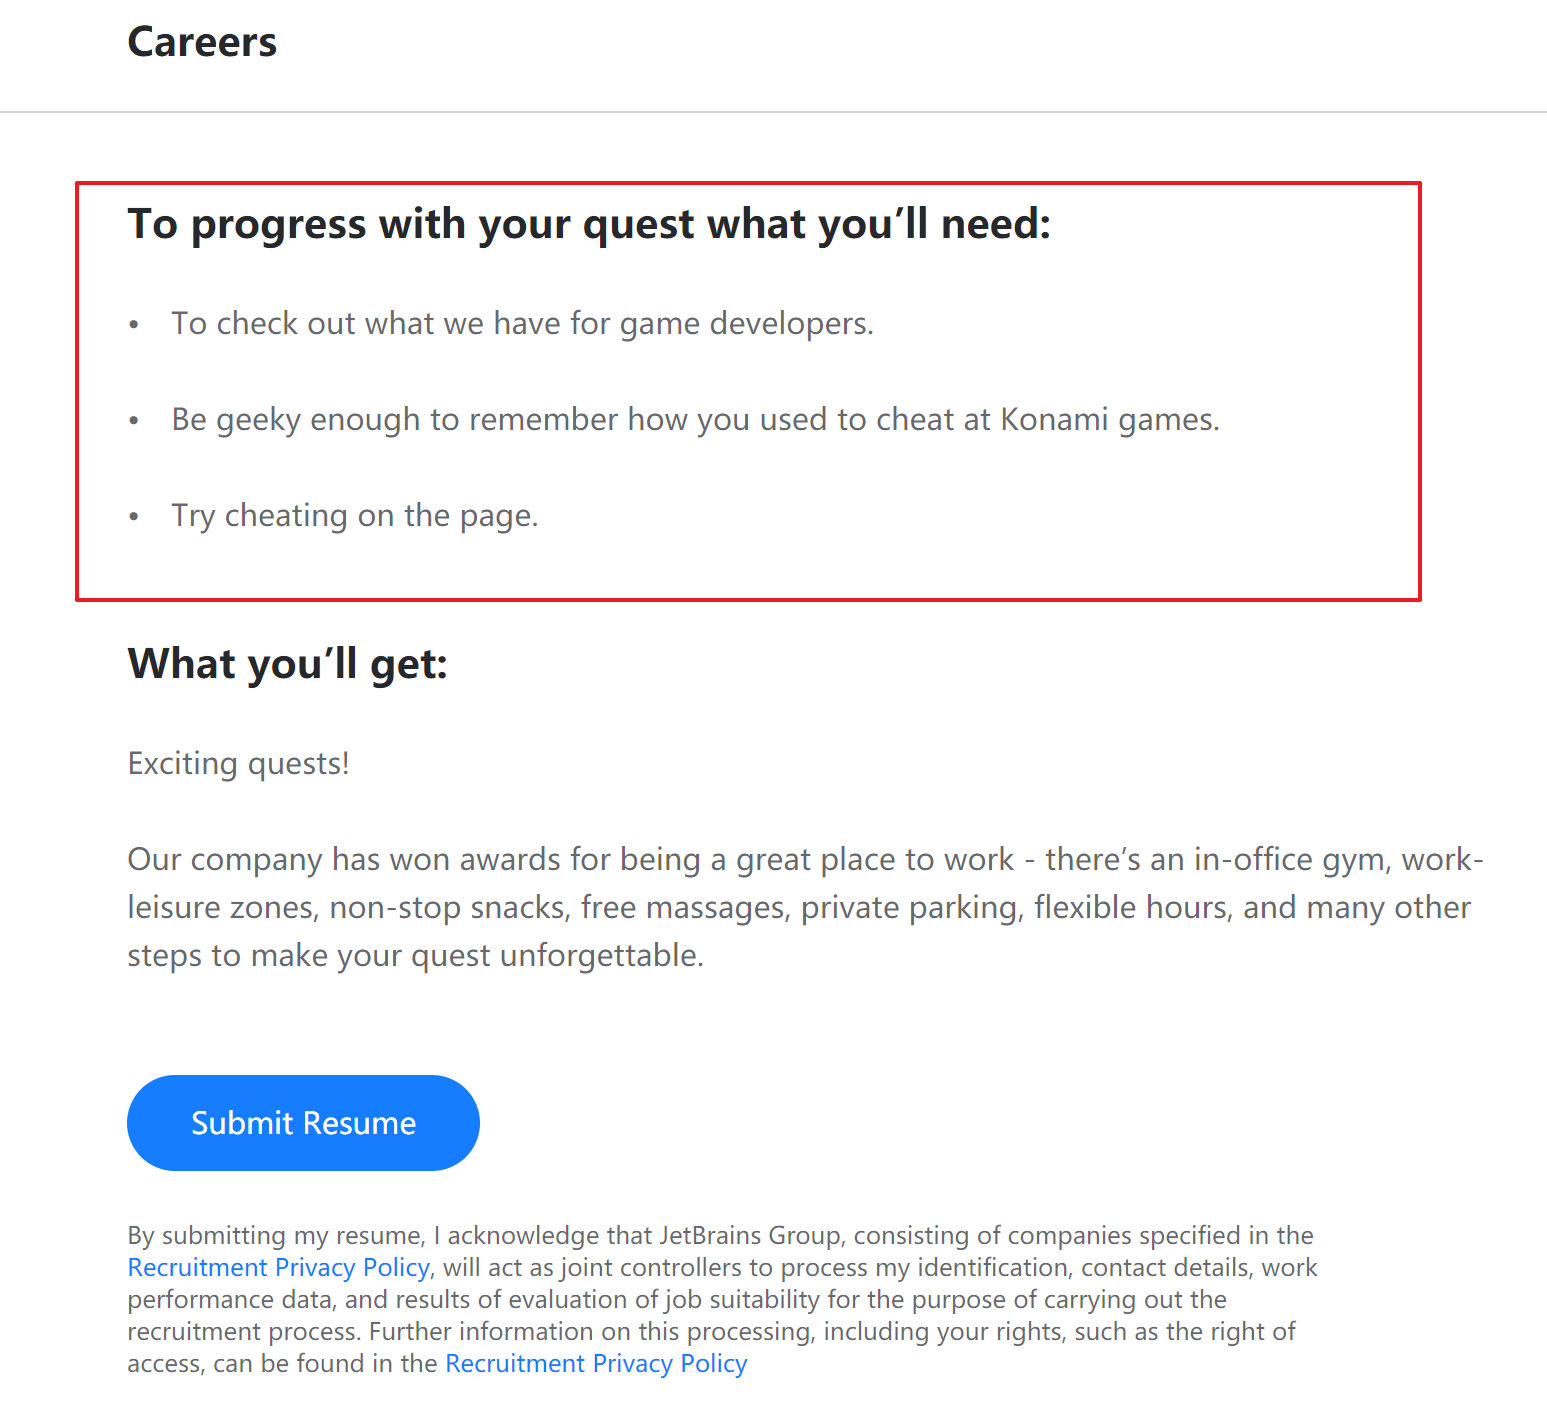 Careers
To progress with your quest what you’ll need:
• To check out what we have for game developers.
• Be geeky enough to remember how you used to cheat at Konami games.
• Try cheating on the page.
What you’ll get:
Exciting quests!
Our company has won awards for being a great place to work - there’s an in-office gym, work-
leisure zones, non-stop snacks, free massages, private parking, flexible hours, and many other
steps to make your quest unforgettable.
Submit Resume
By submitting my resume, I acknowledge that JetBrains Group, consisting of companies specified in the
Recruitment Privacy Policy, will act as joint controllers to process my identification, contact details, work
performance data, and results of evaluation of job suitability for the purpose of carrying out the
recruitment process. Further information on this processing, including your rights, such as the right of
access, can be found in the Recruitment Privacy Policy